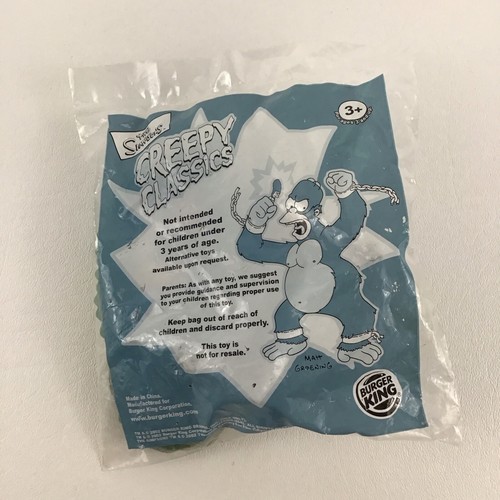 THE
SIMPSONS
CREEPY
CLASSICS
3+
Not intended
or recommended
for children under
3 years of age.
Alternative toys
available upon request.
Parents: As with any toy, we suggest
you provide guidance and supervision
to your children regarding proper use
of this toy.
Keep bag out of reach of
children and discard properly.
This toy is
not for resale.
MATT
GROENING
BURGER
KING
Made in China.
Manufactured for
Burger King Corporation.
www.burgerking.com